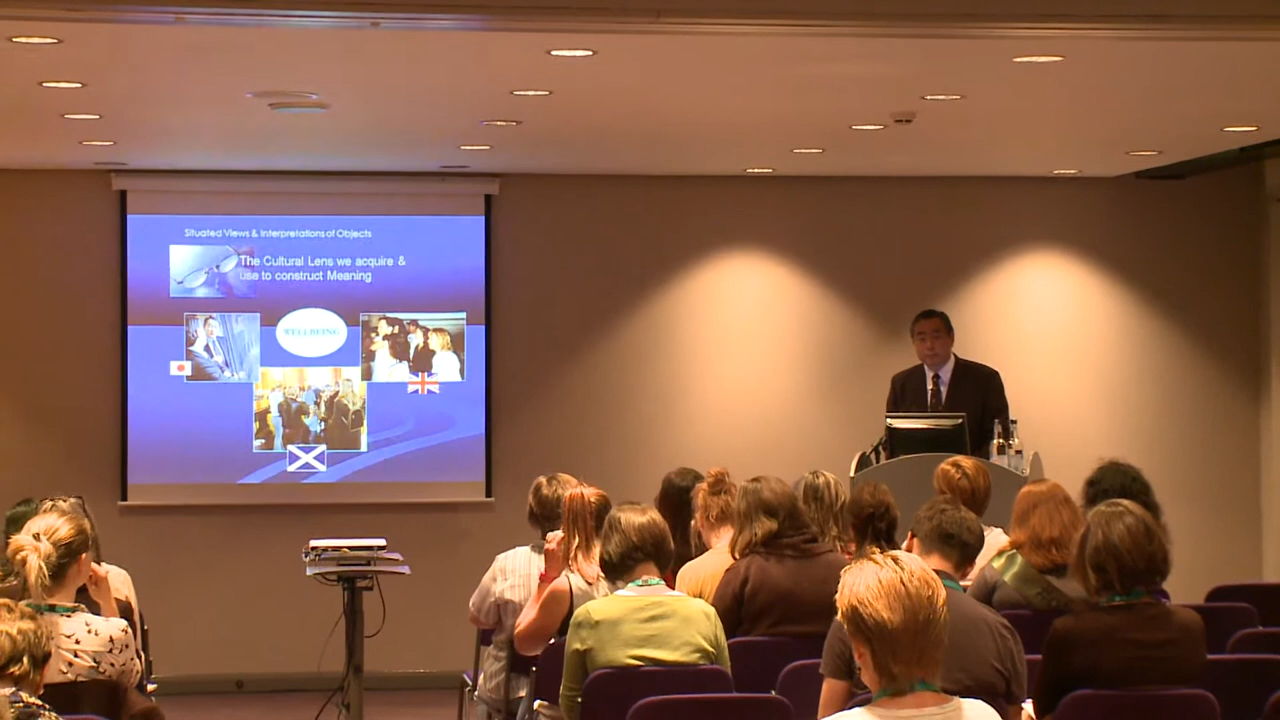 Situated Views & Interpretations of Objects
The Cultural Lens we acquire &
use to construct Meaning
WELLBEING